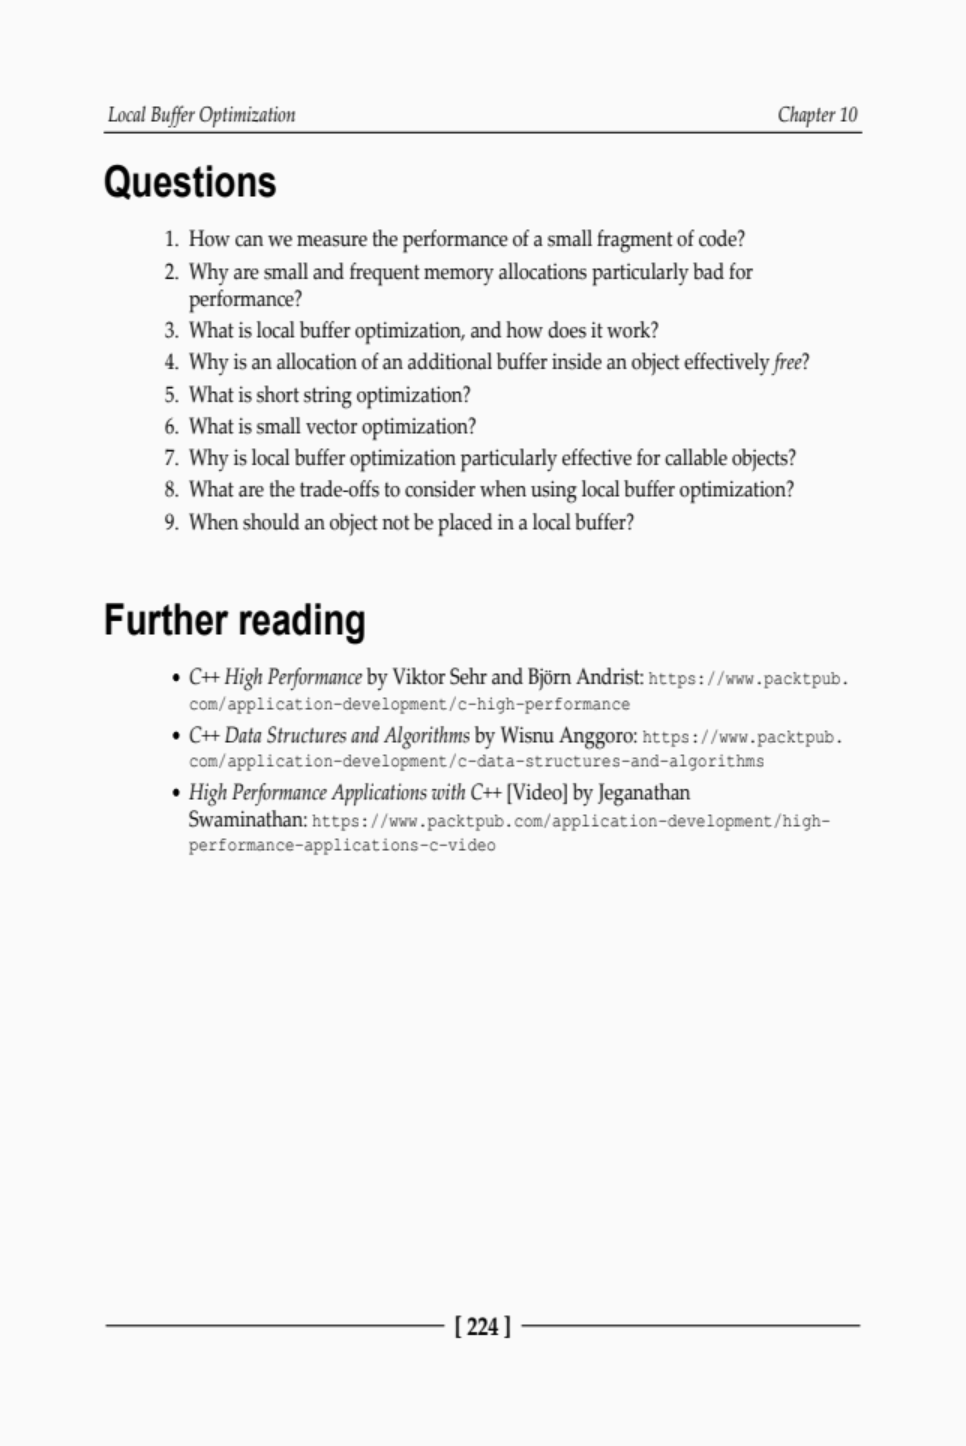 Local Buffer Optimization Chapter 10
Questions
1. How can we measure the performance of a small fragment of code?
2. Why are small and frequent memory allocations particularly bad for
performance?
3. What is local buffer optimization, and how does it work?
4. Why is an allocation of an additional buffer inside an object effectively free?
5. What is short string optimization?
6. What is small vector optimization?
7. Why is local buffer optimization particularly effective for callable objects?
8. What are the trade-offs to consider when using local buffer optimization?
9. When should an object not be placed in a local buffer?
Further reading
• C++ High Performance by Viktor Sehr and Björn Andrist: https://www.packtpub.
com/application-development/c-high-performance
• C++ Data Structures and Algorithms by Wisnu Anggoro: https://www.packtpub.
com/application-development/c-data-structures-and-algorithms
• High Performance Applications with C++ [Video] by Jeganathan
Swaminathan: https://www.packtpub.com/application-development/high-
performance-applications-c-video
[ 224 ]